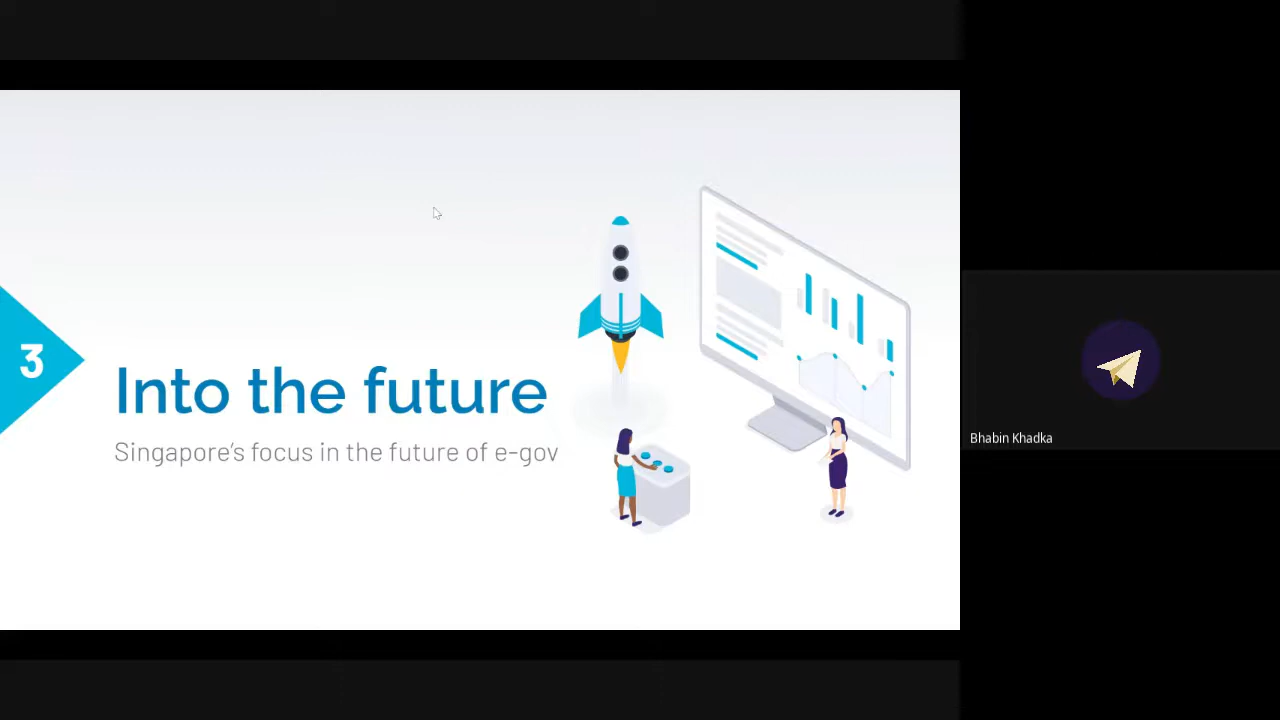 3
Into the future
Singapore's focus in the future of e-gov
Bhabin Khadka